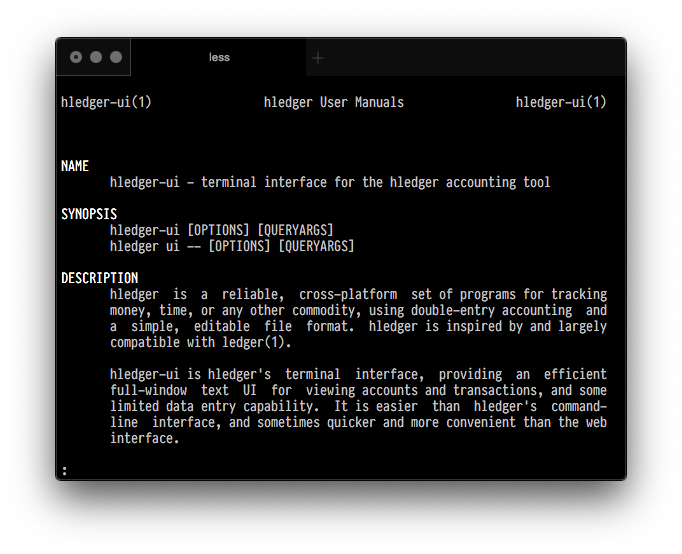 less
hledger-ui(1) hledger User Manuals hledger-ui(1)
NAME
hledger-ui - terminal interface for the hledger accounting tool
SYNOPSIS
hledger-ui [OPTIONS] [QUERYARGS]
hledger ui -- [OPTIONS] [QUERYARGS]
DESCRIPTION
hledger is a reliable, cross-platform set of programs for tracking
money, time, or any other commodity, using double-entry accounting and
a simple, editable file format. hledger is inspired by and largely
compatible with ledger(1).
hledger-ui is hledger's terminal interface, providing an efficient
full-window text UI for viewing accounts and transactions, and some
limited data entry capability. It is easier than hledger's command-
line interface, and sometimes quicker and more convenient than the web
interface.
: